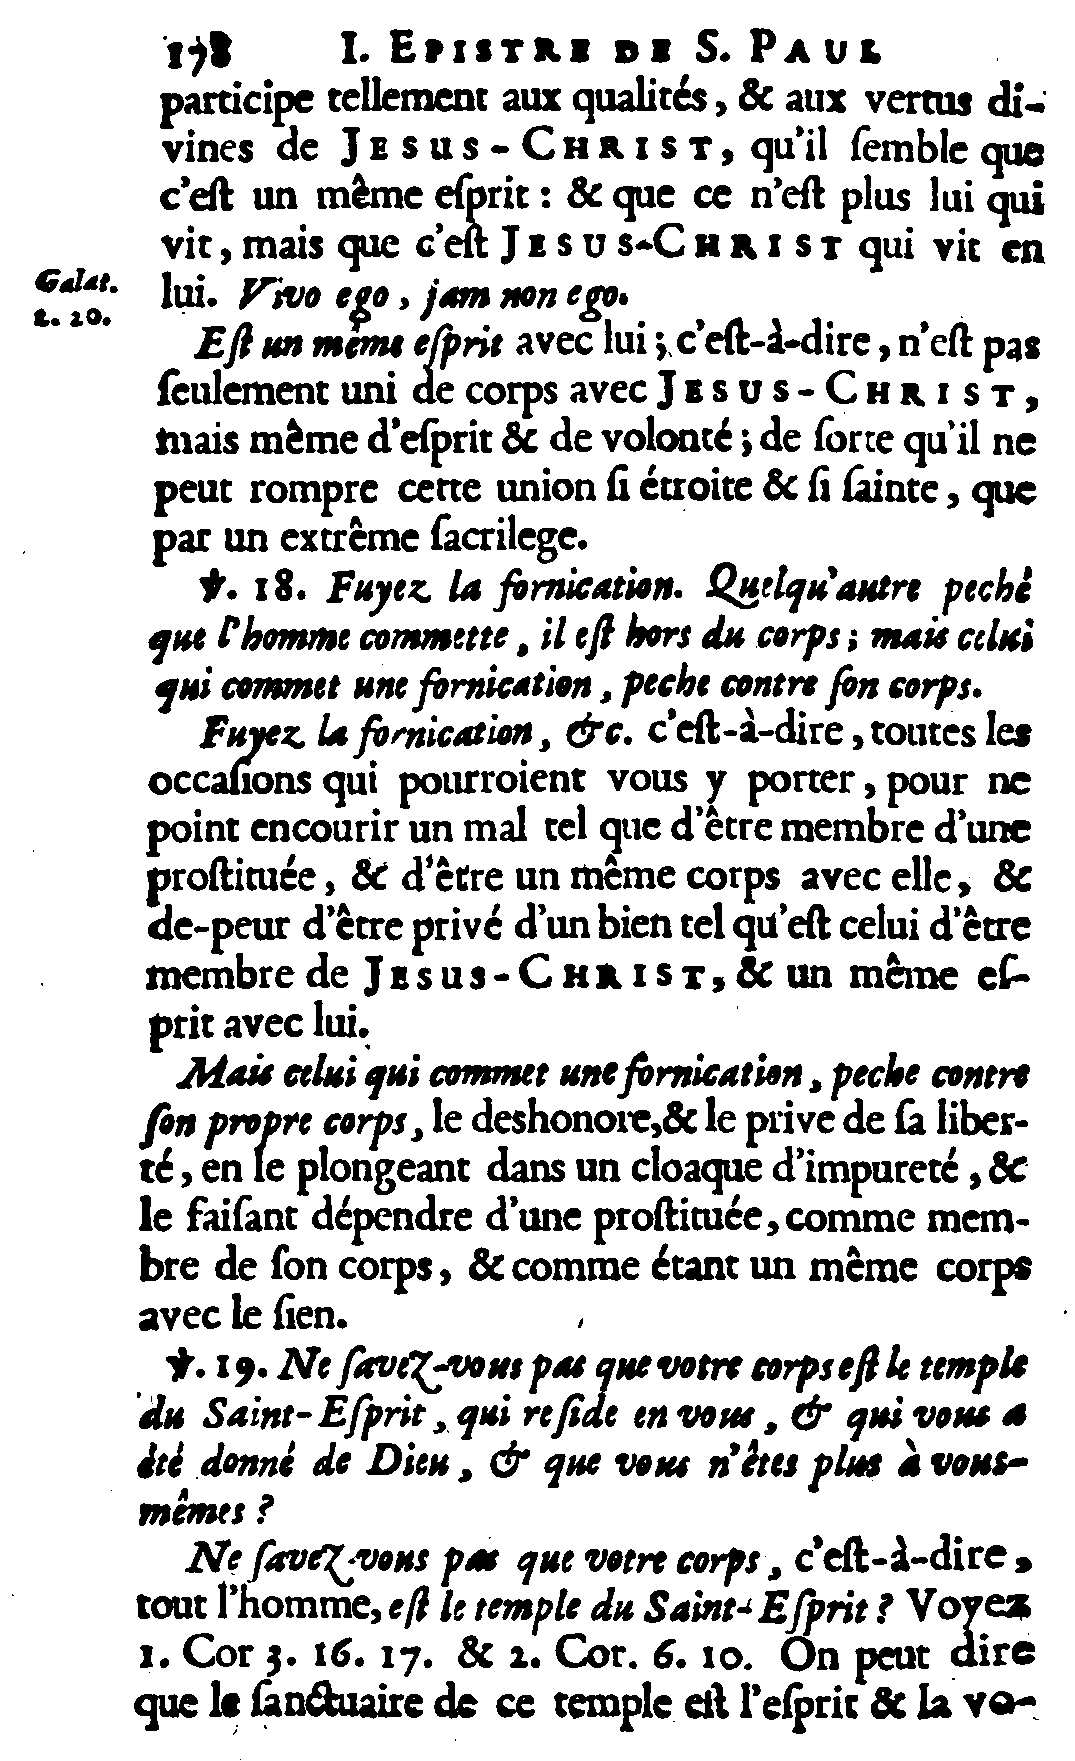 178 I. EPISTRE DE S. PAUL
participe tellement aux qualités, & aux vertus di-
vines de JESUS-CHRIST, qu'il ſemble que
c'eſt un même eſprit : & que ce n'eſt plus lui qui
vit, mais que c'eſt JESUS-CHRIST qui vit en
Galat.
2. 20.
lui. Vivo ego, jam non ego.
Eſt un même eſprit avec lui ; c'eſt-à-dire, n'eſt pas
ſeulement uni de corps avec JESUS-CHRIST,
mais même d'eſprit & de volonté ; de ſorte qu'il ne
peut rompre cette union ſi étroite & ſi ſainte, que
par un extrême ſacrilege.
℣. 18. Fuyez la fornication. Quelqu'autre peché
que l'homme commette, il eſt hors du corps ; mais celui
qui commet une fornication, peche contre ſon corps.
Fuyez la fornication, &c. c'eſt-à-dire, toutes les
occaſions qui pourroient vous y porter, pour ne
point encourir un mal tel que d'être membre d'une
proſtituée, & d'être un même corps avec elle, &
de-peur d'être privé d'un bien tel qu'eſt celui d'être
membre de JESUS-CHRIST, & un même eſ-
prit avec lui.
Mais celui qui commet une fornication, peche contre
ſon propre corps, le deshonore, & le prive de ſa liber-
té, en le plongeant dans un cloaque d'impureté, &
le faiſant dépendre d'une proſtituée, comme mem-
bre de ſon corps, & comme étant un même corps
avec le ſien.
℣. 19. Ne ſavez-vous pas que votre corps eſt le temple
du Saint-Eſprit, qui reſide en vous, & qui vous a
été donné de Dieu, & que vous n'êtes plus à vous-
mêmes ?
Ne ſavez-vous pas que votre corps, c'eſt-à-dire,
tout l'homme, eſt le temple du Saint-Eſprit ? Voyez
1. Cor 3. 16. 17. & 2. Cor. 6. 10. On peut dire
que le ſanctuaire de ce temple eſt l'eſprit & la vo-